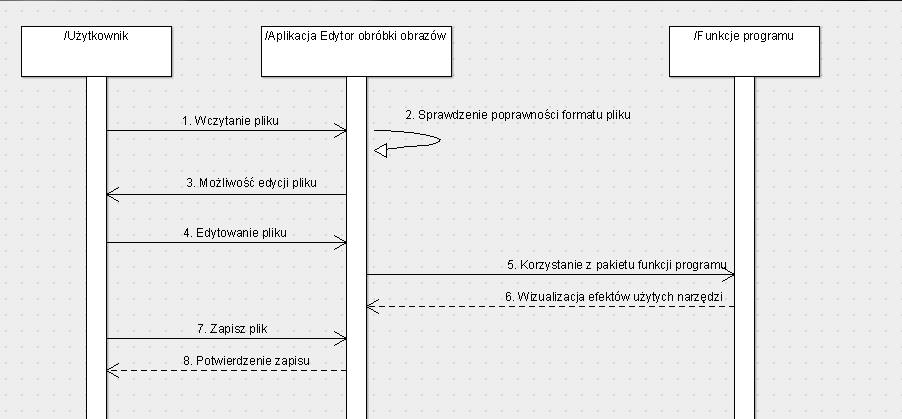 /Użytkownik
/Aplikacja Edytor obróbki obrazów
/Funkcje programu
1. Wczytanie pliku
2. Sprawdzenie poprawności formatu pliku
3. Możliwość edycji pliku
4. Edytowanie pliku
5. Korzystanie z pakietu funkcji programu
6. Wizualizacja efektów użytych narzędzi
7. Zapisz plik
8. Potwierdzenie zapisu